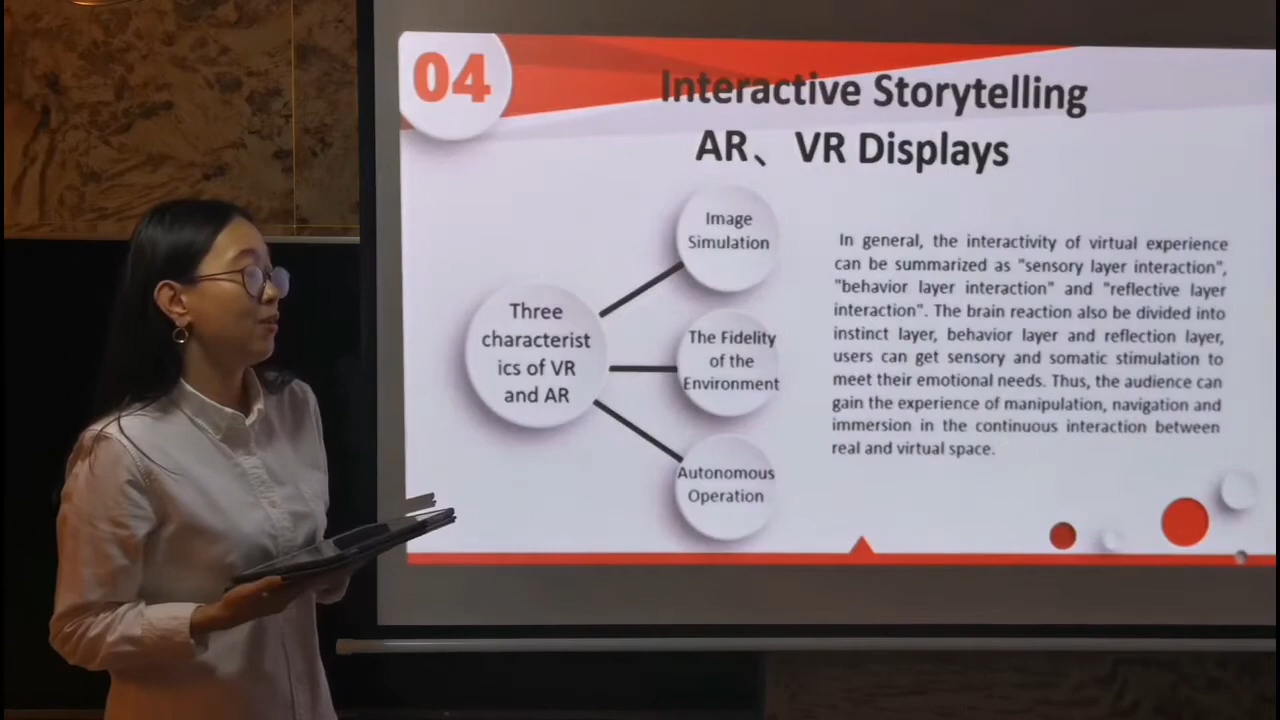 04
Interactive Storytelling
AR、VR Displays
Three
characterist
ics of VR
and AR
Image
Simulation
The Fidelity
of the
Environment
Autonomous
Operation
In general, the interactivity of virtual experience
can be summarized as "sensory layer interaction",
"behavior layer interaction" and "reflective layer
interaction". The brain reaction also be divided into
instinct layer, behavior layer and reflection layer,
users can get sensory and somatic stimulation to
meet their emotional needs. Thus, the audience can
gain the experience of manipulation, navigation and
immersion in the continuous interaction between
real and virtual space.